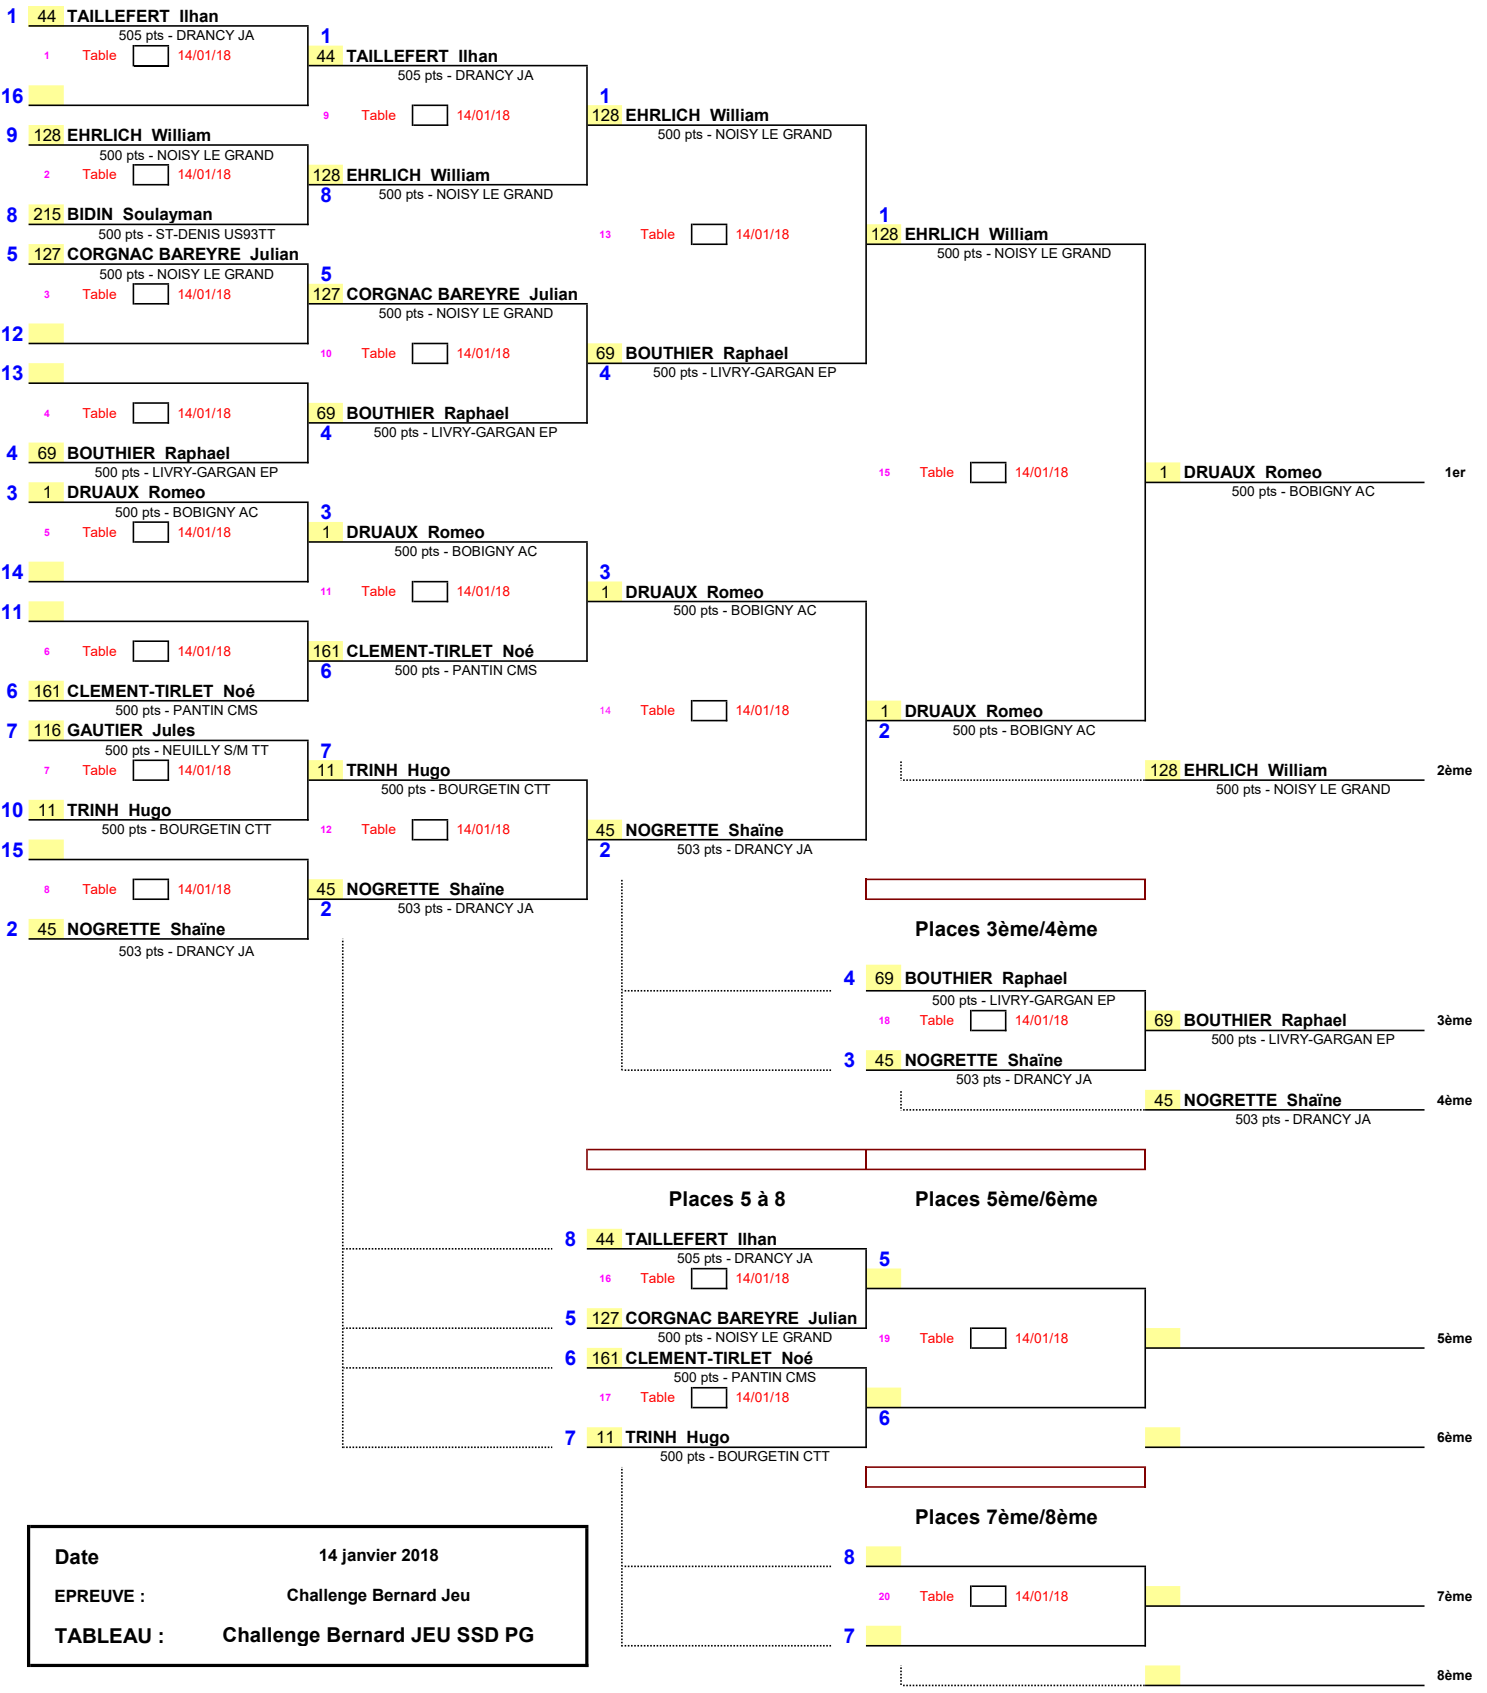 1 44 TAILLEFERT Ilhan
505 pts - DRANCY JA
1 Table 14/01/18
16
9 128 EHRLICH William
500 pts - NOISY LE GRAND
2 Table 14/01/18
8 215 BIDIN Soulayman
500 pts - ST-DENIS US93TT
5 127 CORGNAC BAREYRE Julian
500 pts - NOISY LE GRAND
3 Table 14/01/18
12
13
4 Table 14/01/18
4 69 BOUTHIER Raphael
500 pts - LIVRY-GARGAN EP
3 1 DRUAUX Romeo
500 pts - BOBIGNY AC
5 Table 14/01/18
14
11
6 Table 14/01/18
6 161 CLEMENT-TIRLET Noé
500 pts - PANTIN CMS
7 116 GAUTIER Jules
500 pts - NEUILLY S/M TT
7 Table 14/01/18
10 11 TRINH Hugo
500 pts - BOURGETIN CTT
15
8 Table 14/01/18
2 45 NOGRETTE Shaïne
503 pts - DRANCY JA
1
44 TAILLEFERT Ilhan
505 pts - DRANCY JA
9 Table 14/01/18
128 EHRLICH William
8 500 pts - NOISY LE GRAND
5
127 CORGNAC BAREYRE Julian
500 pts - NOISY LE GRAND
10 Table 14/01/18
69 BOUTHIER Raphael
4 500 pts - LIVRY-GARGAN EP
3
1 DRUAUX Romeo
500 pts - BOBIGNY AC
11 Table 14/01/18
161 CLEMENT-TIRLET Noé
6 500 pts - PANTIN CMS
7
11 TRINH Hugo
500 pts - BOURGETIN CTT
12 Table 14/01/18
45 NOGRETTE Shaïne
2 503 pts - DRANCY JA
1
128 EHRLICH William
500 pts - NOISY LE GRAND
13 Table 14/01/18
69 BOUTHIER Raphael
4 500 pts - LIVRY-GARGAN EP
3
1 DRUAUX Romeo
500 pts - BOBIGNY AC
14 Table 14/01/18
45 NOGRETTE Shaïne
2 503 pts - DRANCY JA
1
128 EHRLICH William
500 pts - NOISY LE GRAND
15 Table 14/01/18
1 DRUAUX Romeo
2 500 pts - BOBIGNY AC
1 DRUAUX Romeo 1er
500 pts - BOBIGNY AC
128 EHRLICH William 2ème
500 pts - NOISY LE GRAND
Places 3ème/4ème
4 69 BOUTHIER Raphael
500 pts - LIVRY-GARGAN EP
18 Table 14/01/18
3 45 NOGRETTE Shaïne
503 pts - DRANCY JA
69 BOUTHIER Raphael 3ème
500 pts - LIVRY-GARGAN EP
45 NOGRETTE Shaïne 4ème
503 pts - DRANCY JA
Places 5 à 8
8 44 TAILLEFERT Ilhan
505 pts - DRANCY JA
16 Table 14/01/18
5 127 CORGNAC BAREYRE Julian
500 pts - NOISY LE GRAND
6 161 CLEMENT-TIRLET Noé
500 pts - PANTIN CMS
17 Table 14/01/18
7 11 TRINH Hugo
500 pts - BOURGETIN CTT
Places 5ème/6ème
5
19 Table 14/01/18
6
5ème
6ème
Places 7ème/8ème
8
20 Table 14/01/18
7
7ème
8ème
Date 14 janvier 2018
EPREUVE : Challenge Bernard Jeu
TABLEAU : Challenge Bernard JEU SSD PG